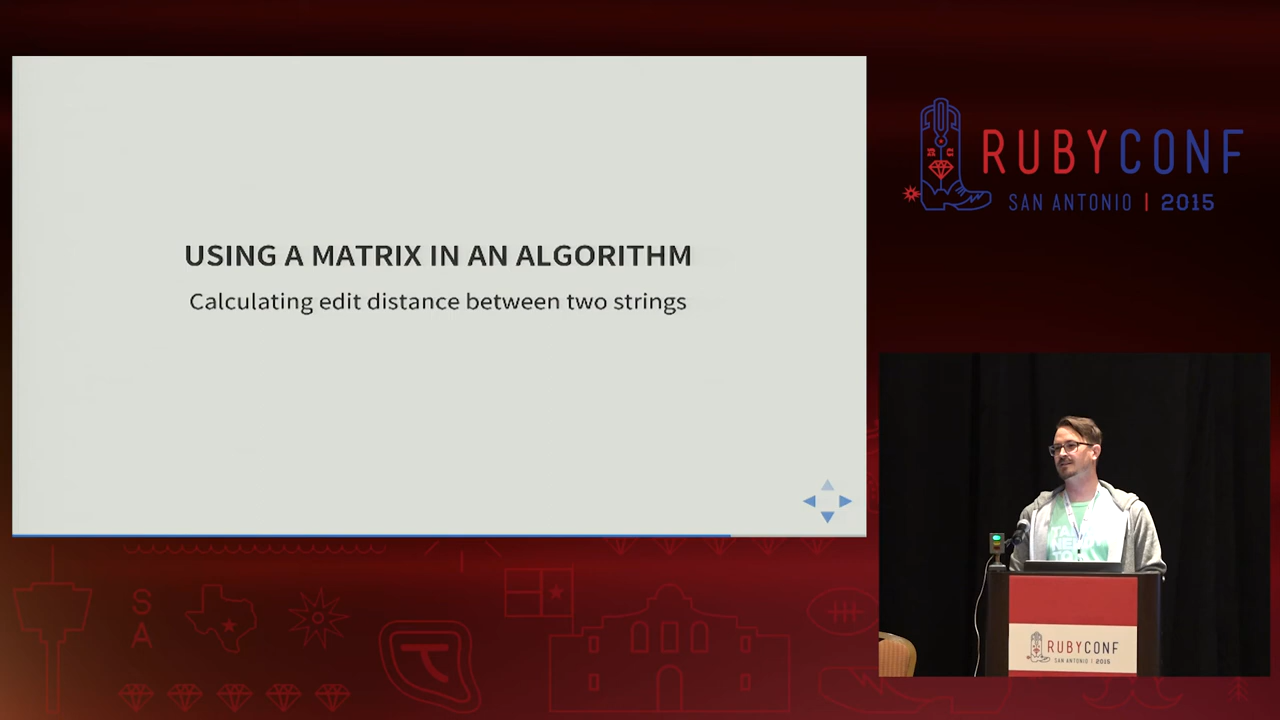 USING A MATRIX IN AN ALGORITHM
Calculating edit distance between two strings
RUBYCONF
SAN ANTONIO | 2015
S
A
RUBYCONF
SAN ANTONIO | 2015